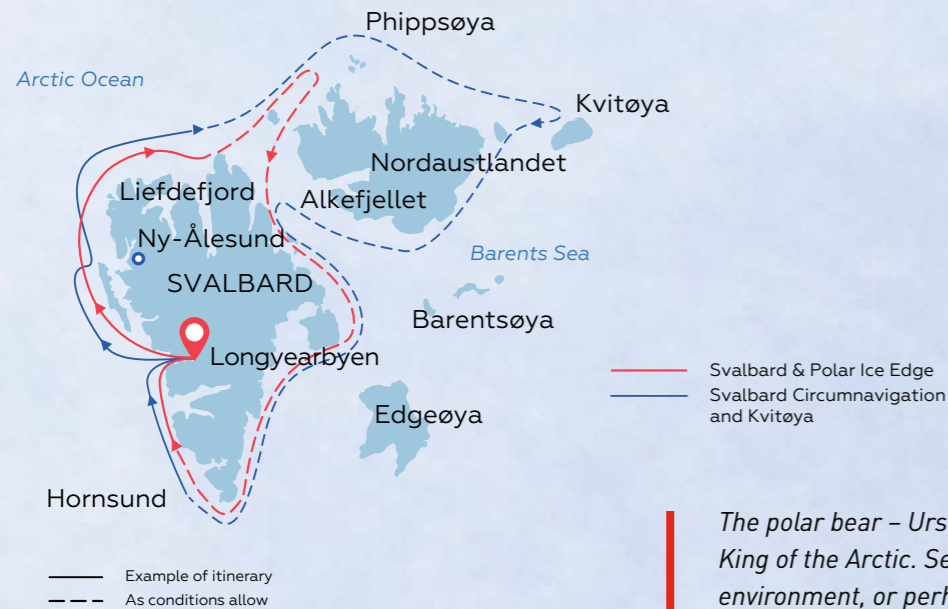 Phippsøya
Arctic Ocean
Kvitøya
Nordaustlandet
Liefdefjord
Alkefjellet
Ny-Ålesund
Barents Sea
SVALBARD
Barentsøya
Longyearbyen
Svalbard & Polar Ice Edge
Svalbard Circumnavigation
and Kvitøya
Edgeøya
Hornsund
Example of itinerary
As conditions allow
The polar bear – Urs
King of the Arctic. Se
environment, or perh